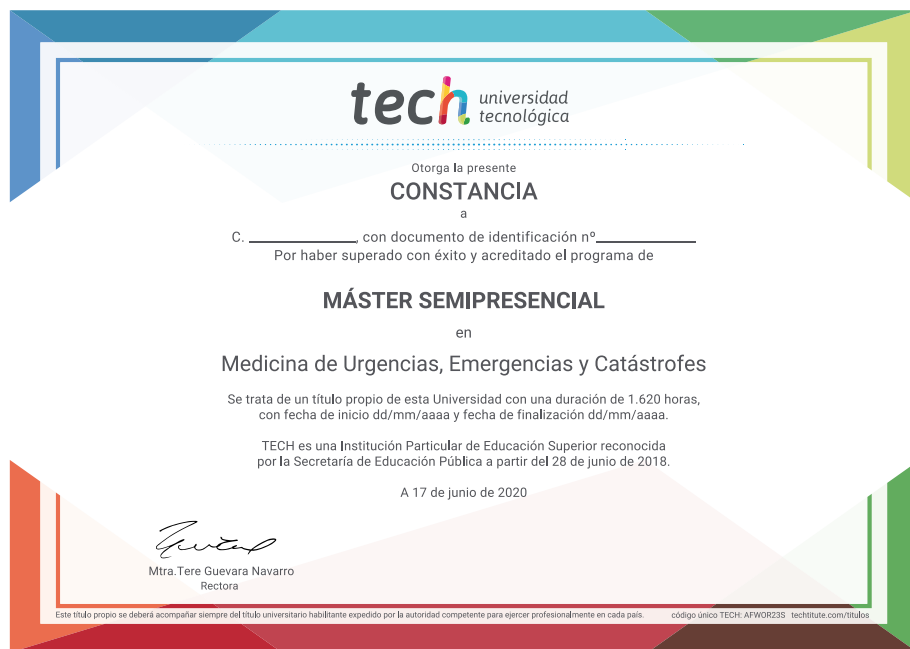 tech universidad
tecnológica
Otorga la presente
CONSTANCIA
a
C. ____________, con documento de identificación nº___________
Por haber superado con éxito y acreditado el programa de
MÁSTER SEMIPRESENCIAL
en
Medicina de Urgencias, Emergencias y Catástrofes
Se trata de un título propio de esta Universidad con una duración de 1.620 horas,
con fecha de inicio dd/mm/aaaa y fecha de finalización dd/mm/aaaa.
TECH es una Institución Particular de Educación Superior reconocida
por la Secretaría de Educación Pública a partir del 28 de junio de 2018.
A 17 de junio de 2020
Mtra.Tere Guevara Navarro
Rectora
Este título propio se deberá acompañar siempre del título universitario habilitante expedido por la autoridad competente para ejercer profesionalmente en cada país. código único TECH: AFWOR23S techtitute.com/titulos